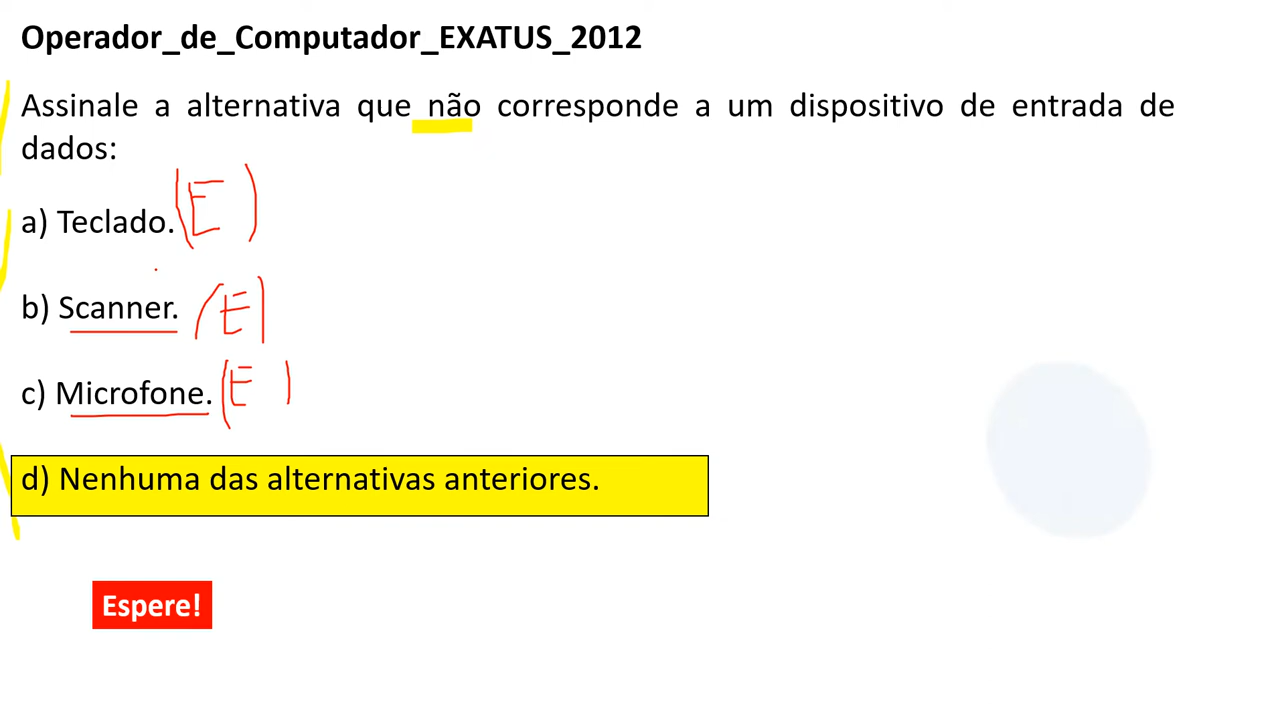 Operador_de_Computador_EXATUS_2012
Assinale a alternativa que não corresponde a um dispositivo de entrada de
dados:
a) Teclado. (E )
b) Scanner. (E)
c) Microfone. (E )
d) Nenhuma das alternativas anteriores.
Espere!